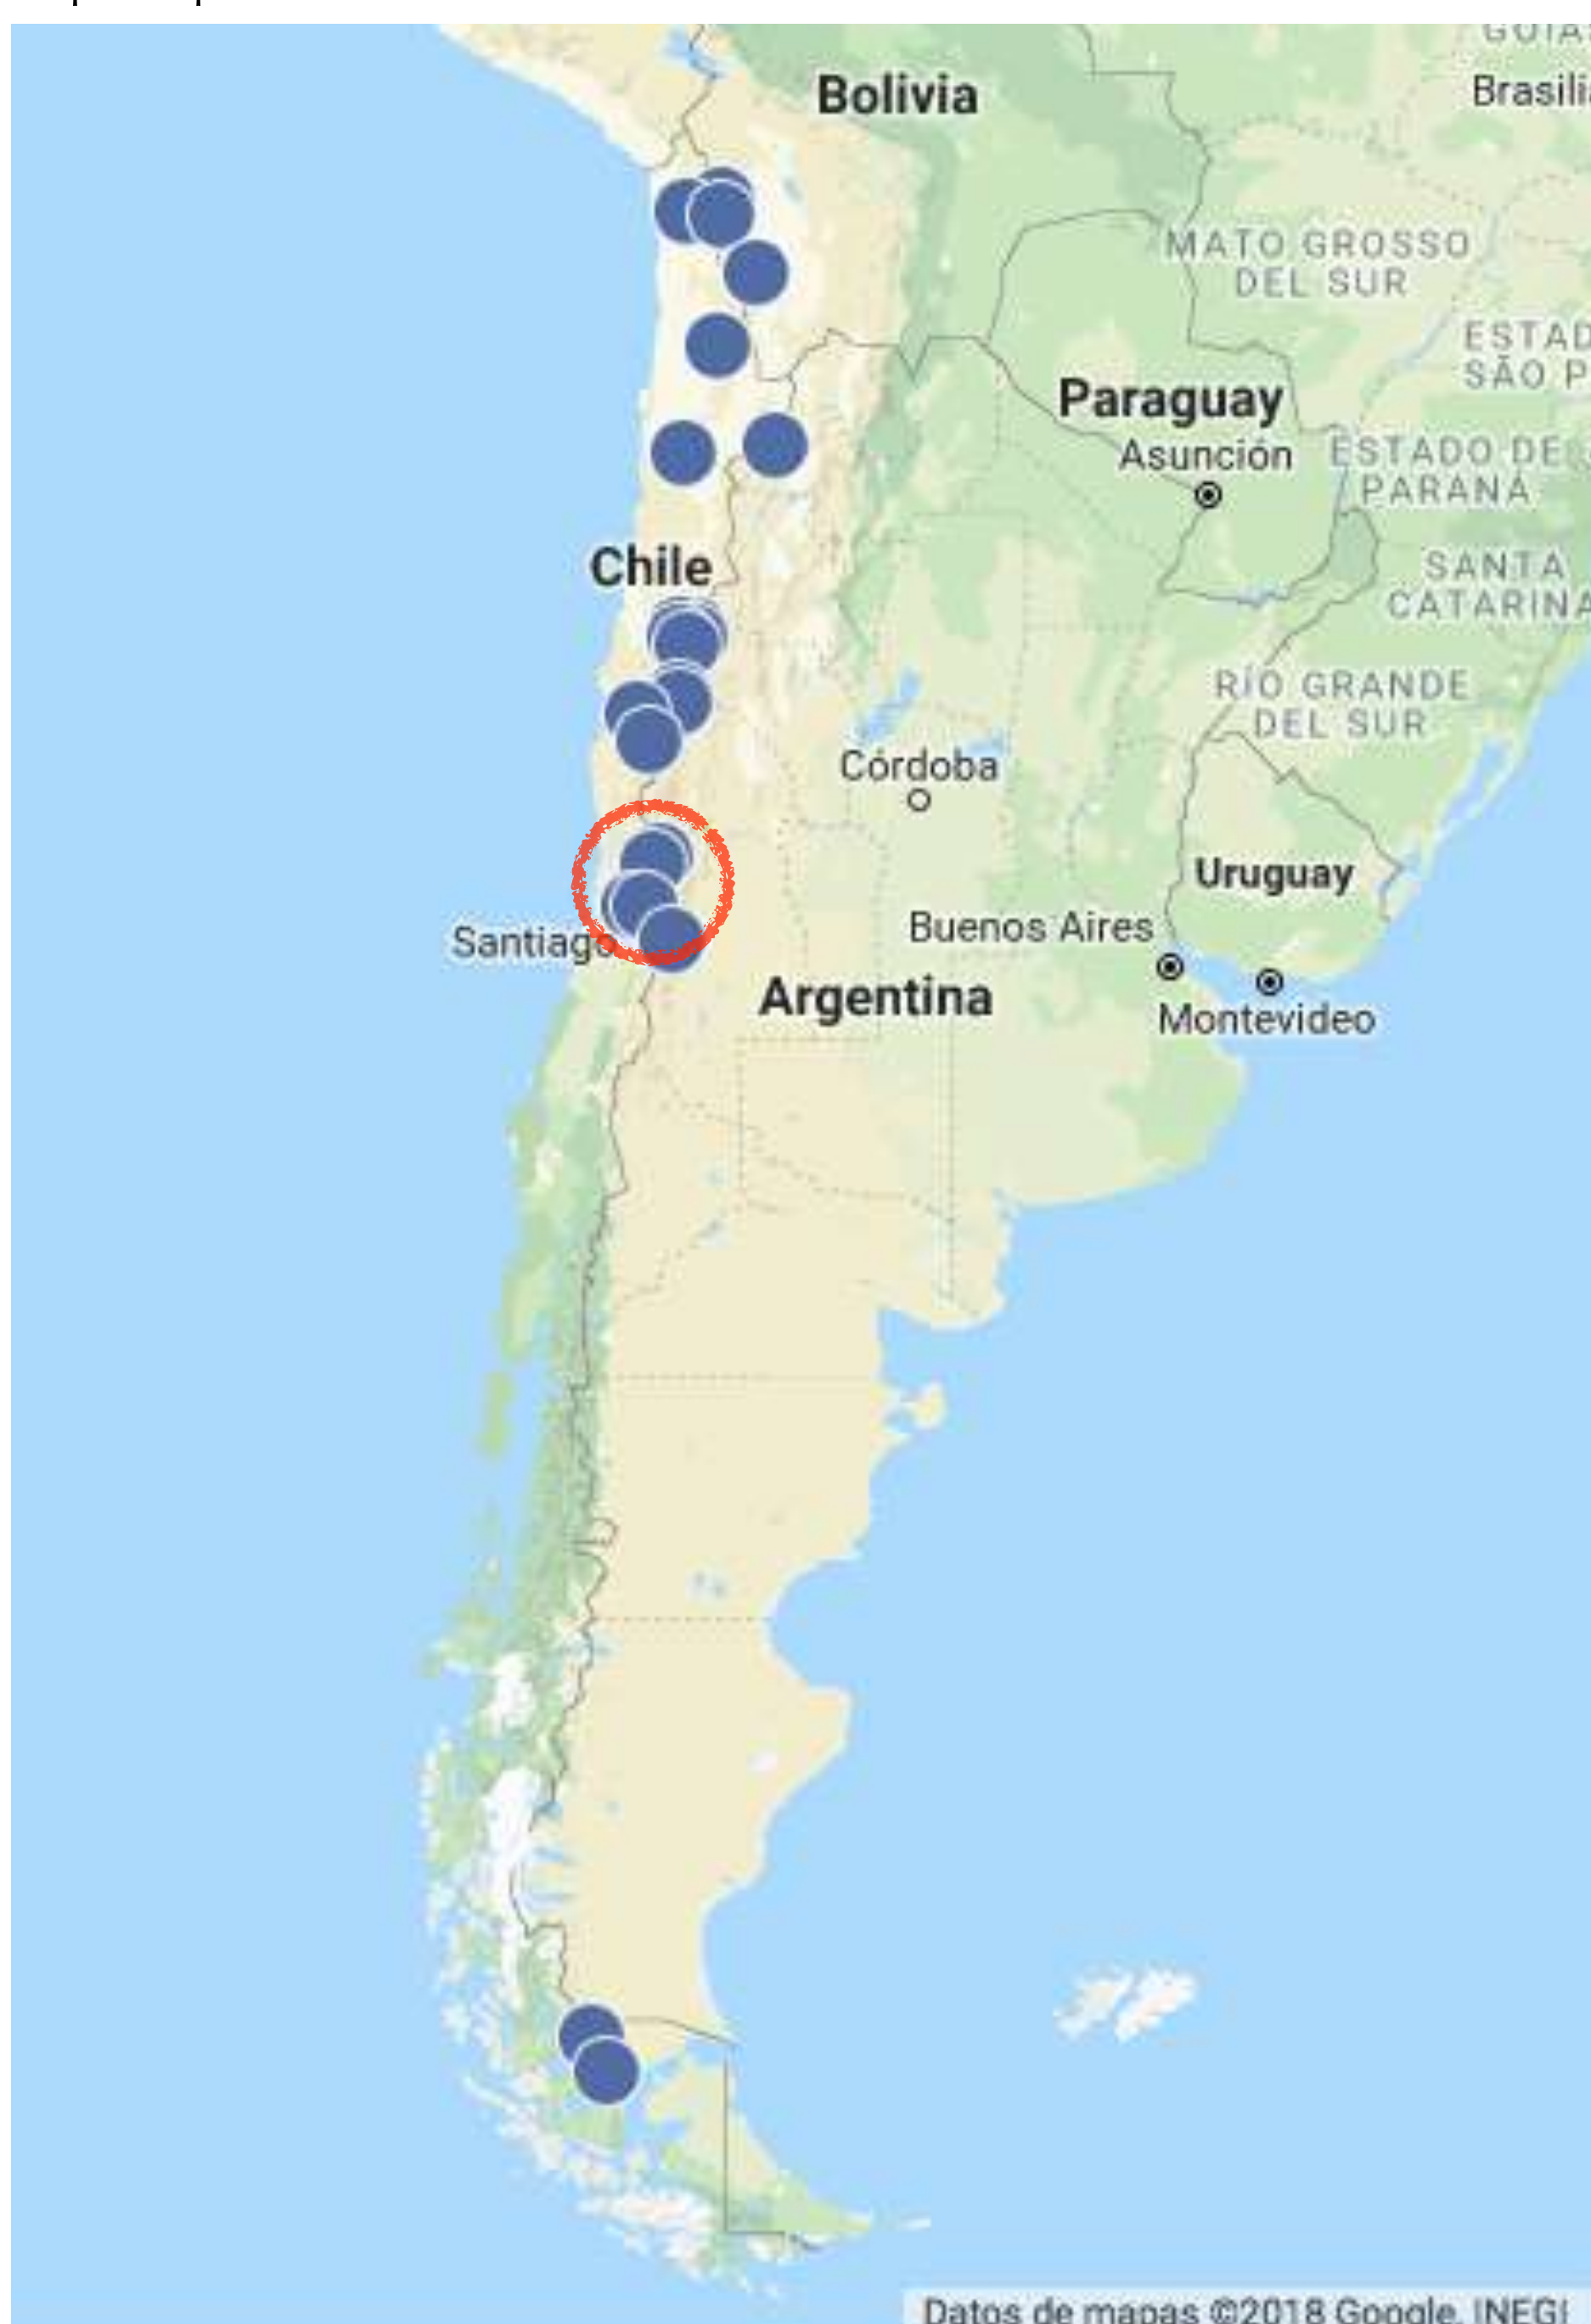 Bolivia
MATO GROSSO
DEL SUR
Paraguay
Asunción
ESTADO DE
PARANÁ
Chile
SANTA
CATARINA
RÍO GRANDE
DEL SUR
Córdoba
Uruguay
Santiago
Buenos Aires
Argentina
Montevideo
Datos de mapas ©2018 Google, INEGI